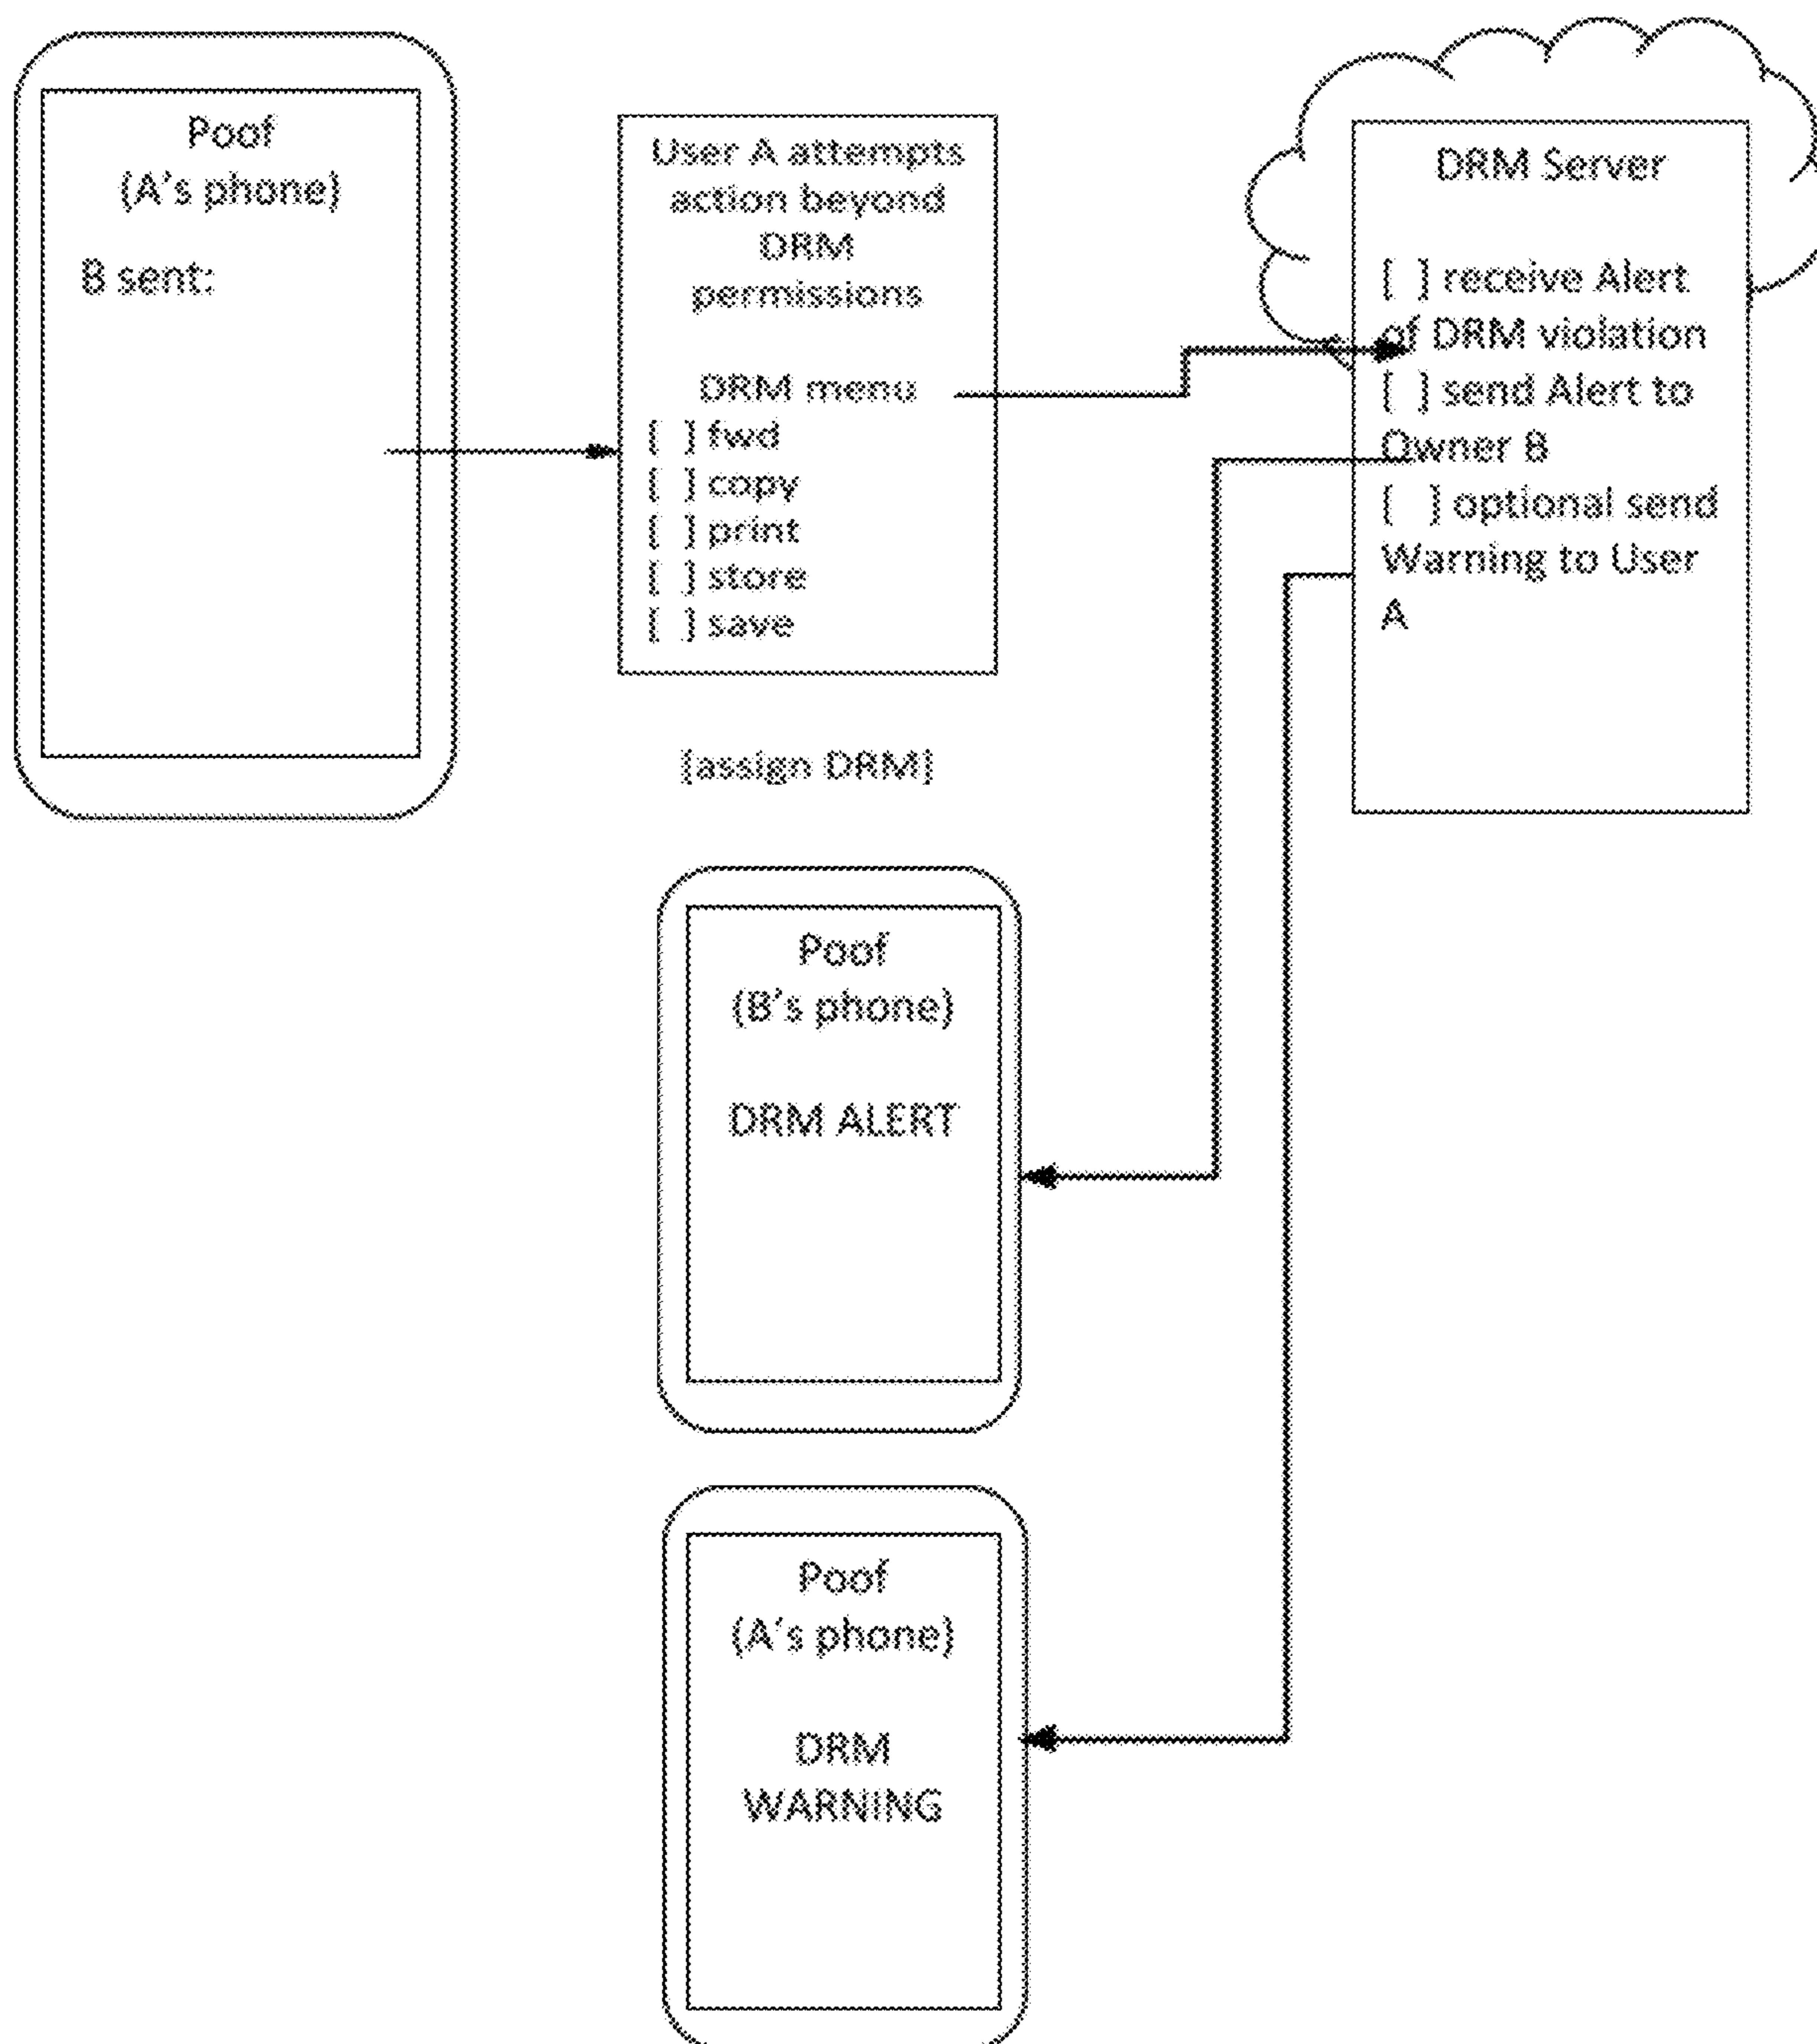 Poof
(A's phone)
B sent:
User A attempts
action beyond
DRM
permissions
DRM menu
[ ] fwd
[ ] copy
[ ] print
[ ] store
[ ] save
[assign DRM]
DRM Server
[ ] receive Alert
of DRM violation
[ ] send Alert to
Owner B
[ ] optional send
Warning to User
A
Poof
(B's phone)
DRM ALERT
Poof
(A's phone)
DRM
WARNING